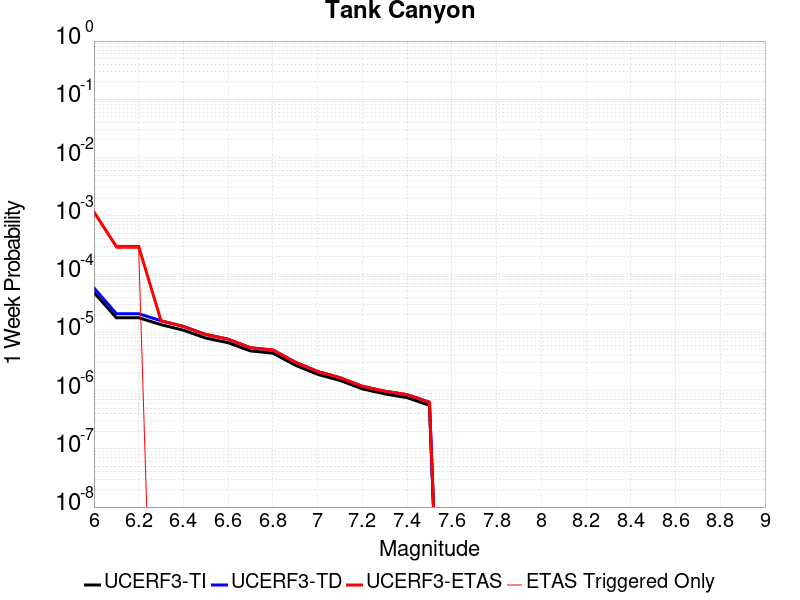 Tank Canyon
10 0
10 -1
10 -2
10 -3
10 -4
10 -5
10 -6
10 -7
10 -8
1 Week Probability
6 6.2 6.4 6.6 6.8 7 7.2 7.4 7.6 7.8 8 8.2 8.4 8.6 8.8 9
Magnitude
UCERF3-TI UCERF3-TD UCERF3-ETAS ETAS Triggered Only